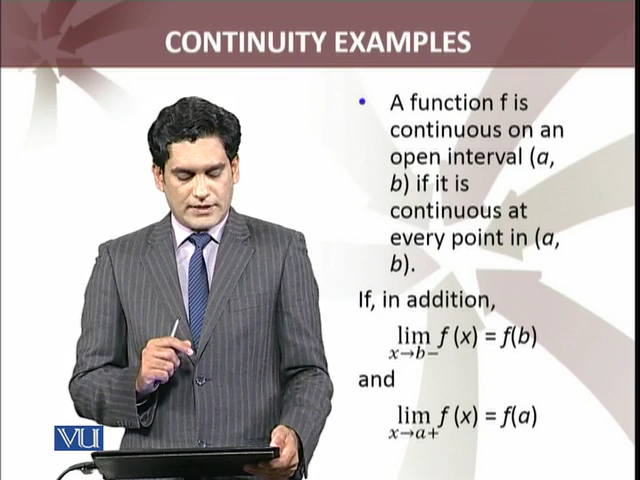 CONTINUITY EXAMPLES
• A function f is
continuous on an
open interval (a,
b) if it is
continuous at
every point in (a,
b).
If, in addition,
lim f (x) = f(b)
x→b−
and
lim f (x) = f(a)
x→a+
VU